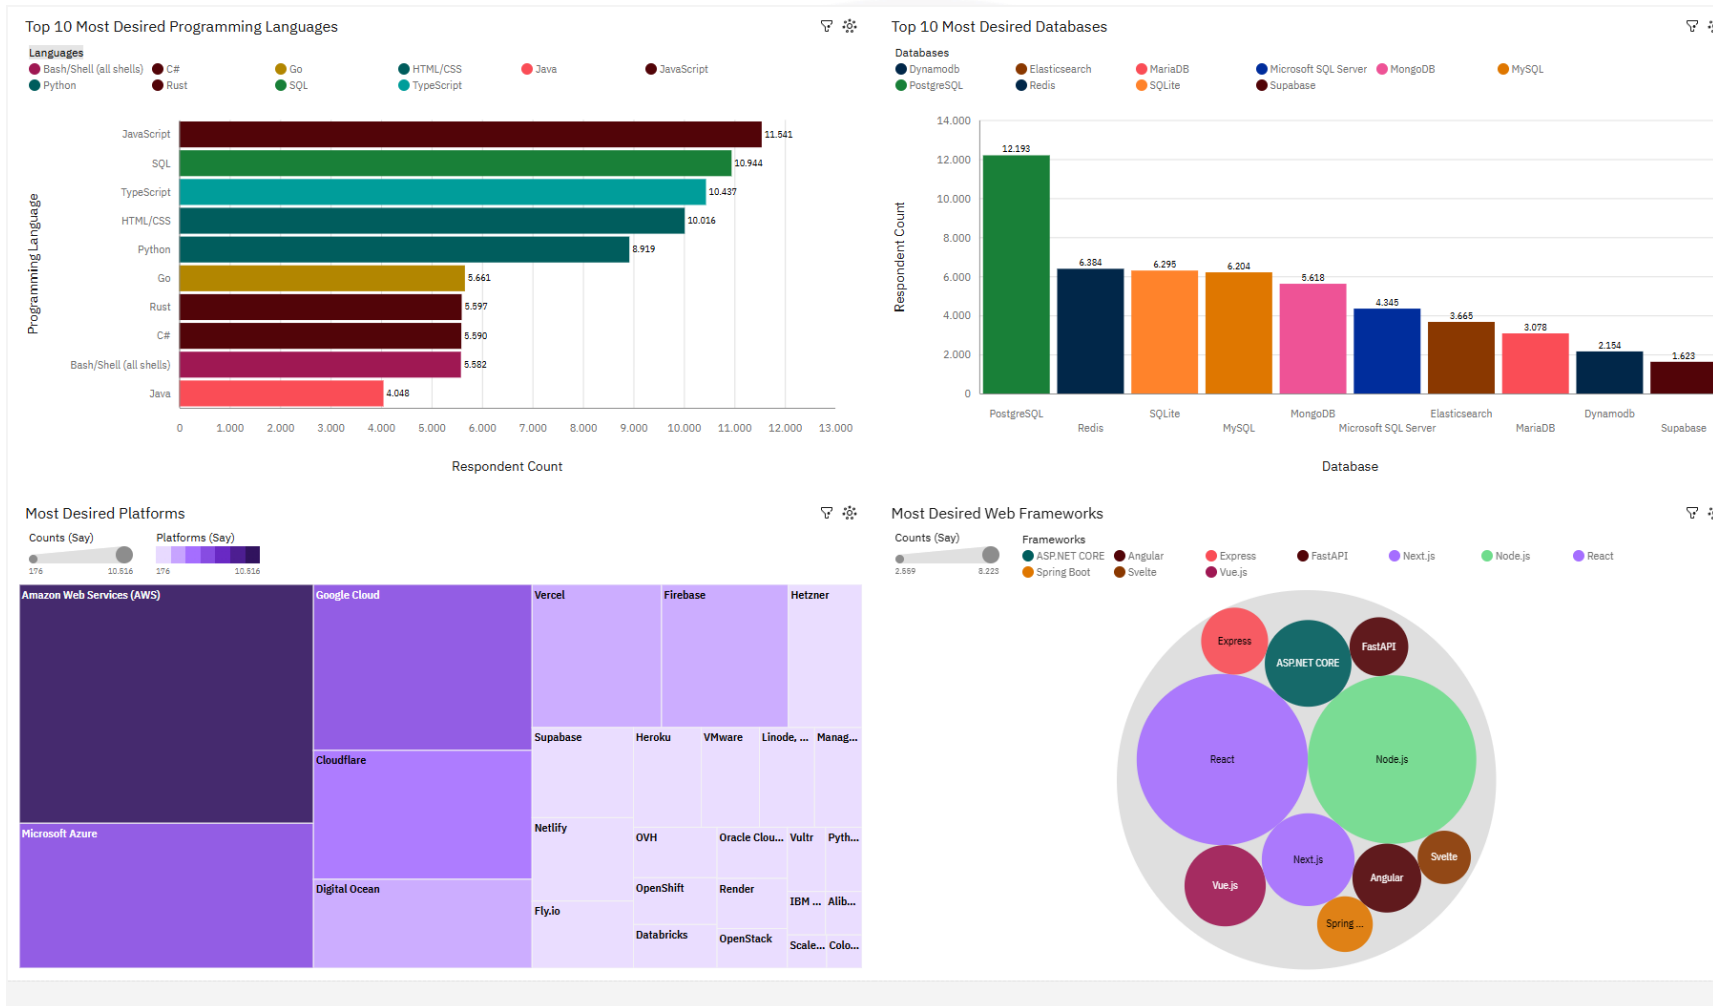 Top 10 Most Desired Programming Languages
Languages
Bash/Shell (all shells) C# Go HTML/CSS Java JavaScript
Python Rust SQL TypeScript
Programming Language
JavaScript 11.541
SQL 10.944
TypeScript 10.437
HTML/CSS 10.016
Python 8.919
Go 5.661
Rust 5.597
C# 5.590
Bash/Shell (all shells) 5.582
Java 4.048
0 1.000 2.000 3.000 4.000 5.000 6.000 7.000 8.000 9.000 10.000 11.000 12.000 13.000
Respondent Count
Top 10 Most Desired Databases
Databases
Dynamodb Elasticsearch MariaDB Microsoft SQL Server MongoDB MySQL
PostgreSQL Redis SQLite Supabase
Respondent Count
14.000
12.000
10.000
8.000
6.000
4.000
2.000
0
12.193 6.384 6.295 6.204 5.618 4.345 3.665 3.078 2.154 1.623
PostgreSQL SQLite MongoDB Elasticsearch Dynamodb
Redis MySQL Microsoft SQL Server MariaDB Supabase
Database
Most Desired Platforms
Counts (Say) Platforms (Say)
176 10.516 176 10.516
Amazon Web Services (AWS) Google Cloud Vercel Firebase Hetzner
Supabase Heroku VMware Linode, ... Manag...
Cloudflare
Microsoft Azure Netlify OVH Oracle Clou... Vultr Pyth...
Digital Ocean OpenShift Render
IBM ... Alib...
Fly.io
Databricks OpenStack Scale... Colo...
Most Desired Web Frameworks
Counts (Say) Frameworks
2.559 8.223
ASP.NET CORE Angular Express FastAPI Next.js Node.js React
Spring Boot Svelte Vue.js
Express
ASP.NET CORE
FastAPI
React
Node.js
Next.js
Svelte
Vue.js
Angular
Spring ...